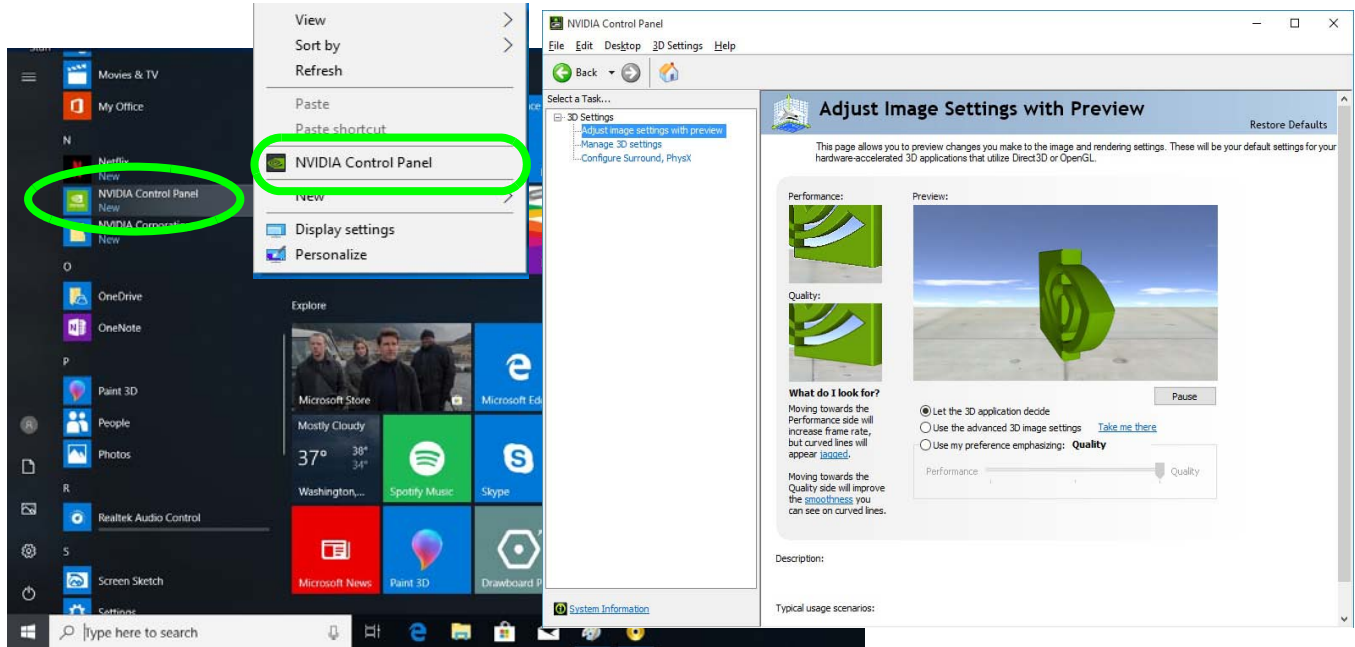 Movies & TV
My Office
N
Netflix
New
NVIDIA Control Panel
New
NVIDIA Corporation
New
O
OneDrive
OneNote
P
Paint 3D
People
Photos
R
Realtek Audio Control
S
Screen Sketch
Settings
Type here to search
View
Sort by
Refresh
Paste
Paste shortcut
NVIDIA Control Panel
New
Display settings
Personalize
Explore
Microsoft Store
Microsoft Ed
Mostly Cloudy
37° 38°
34°
Washington,...
Spotify Music
Skype
Microsoft News
Paint 3D
Drawboard P
NVIDIA Control Panel
File Edit Desktop 3D Settings Help
Back
Select a Task...
3D Settings
Adjust image settings with preview
Manage 3D settings
Configure Surround, PhysX
System Information
Adjust Image Settings with Preview
Restore Defaults
This page allows you to preview changes you make to the image and rendering settings. These will be your default settings for your
hardware-accelerated 3D applications that utilize Direct3D or OpenGL.
Performance:
Preview:
Quality:
What do I look for?
Moving towards the
Performance side will
increase frame rate,
but curved lines will
appear jagged.
Moving towards the
Quality side will improve
the smoothness you
can see on curved lines.
Pause
Let the 3D application decide
Use the advanced 3D image settings Take me there
Use my preference emphasizing: Quality
Performance Quality
Description:
Typical usage scenarios: